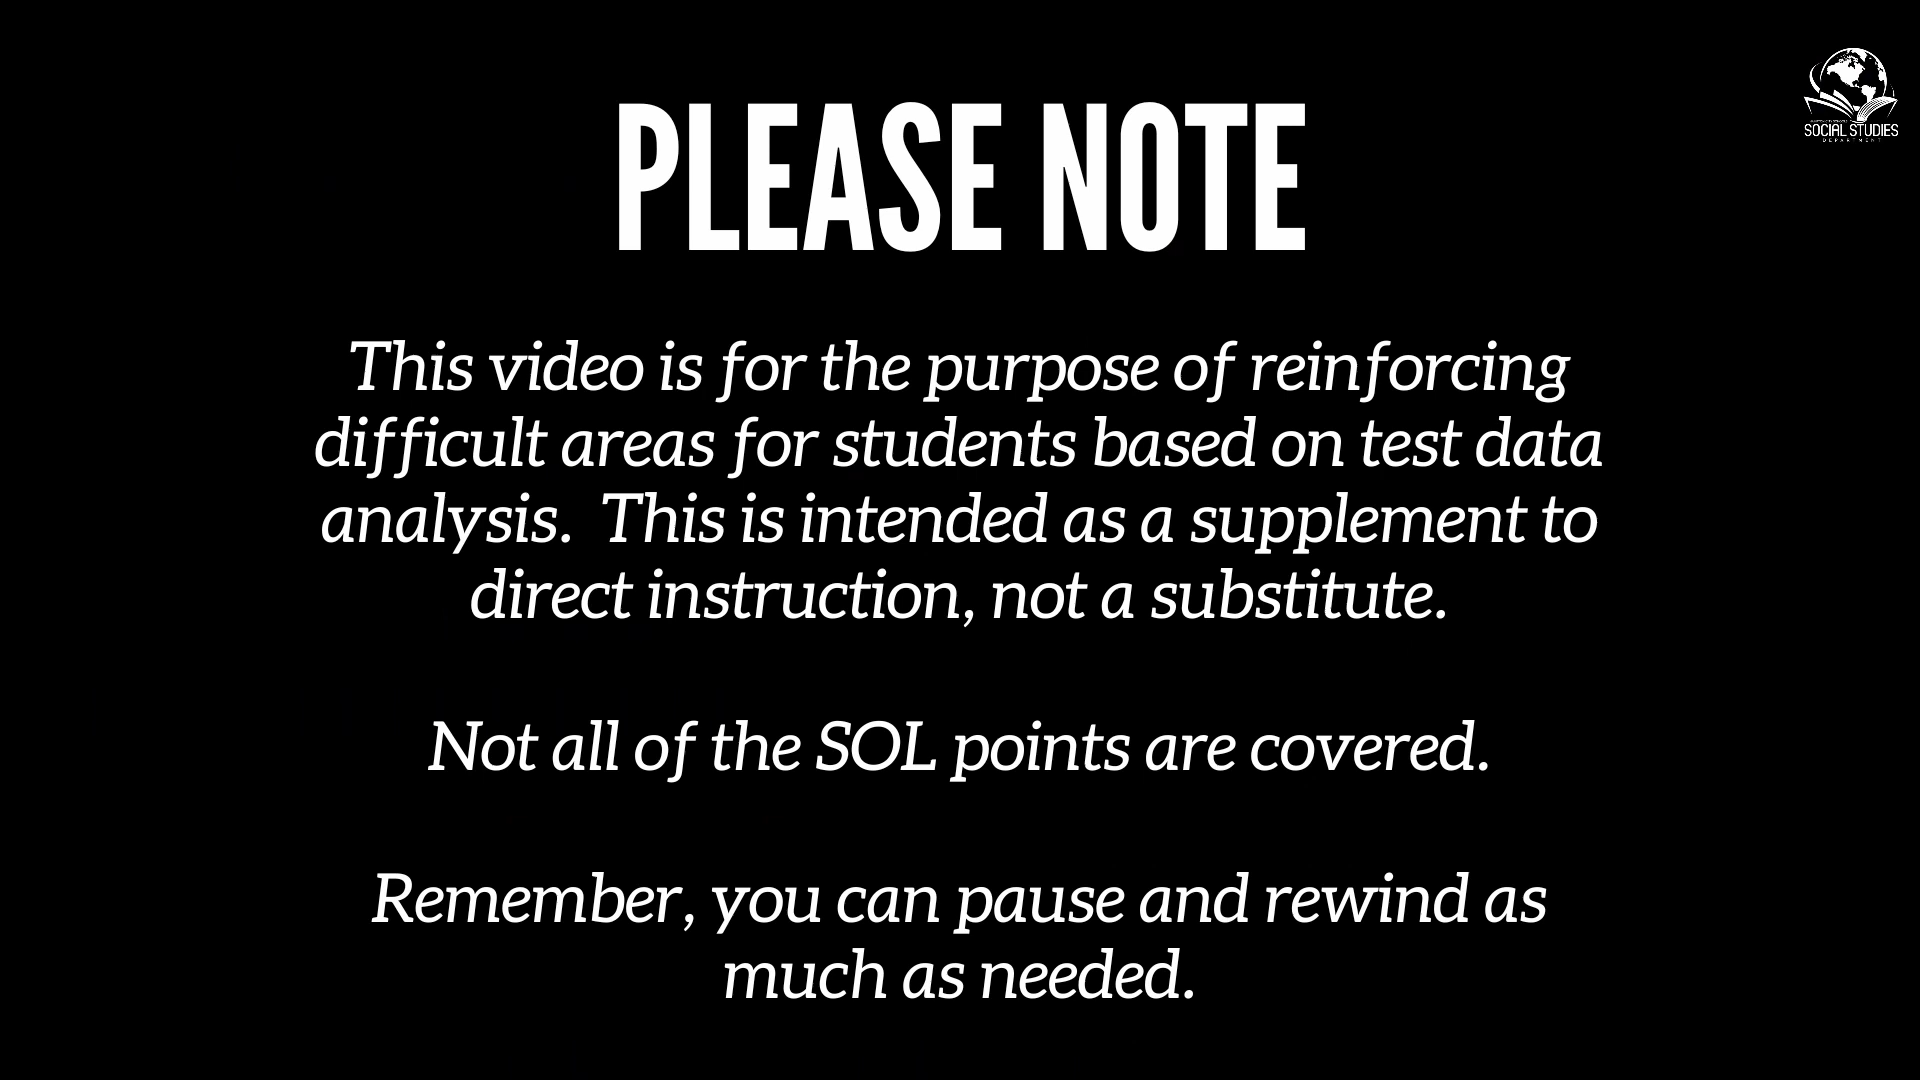 PLEASE NOTE
This video is for the purpose of reinforcing
difficult areas for students based on test data
analysis.  This is intended as a supplement to
direct instruction, not a substitute.
Not all of the SOL points are covered.
Remember, you can pause and rewind as
much as needed.
SOCIAL STUDIES
DEPARTMENT